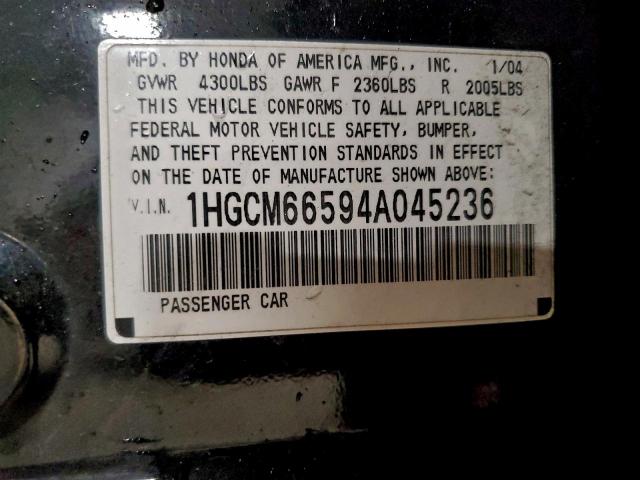 MFD. BY HONDA OF AMERICA MFG., INC. 1/04
GVWR 4300LBS GAWR F 2360LBS R 2005LBS
THIS VEHICLE CONFORMS TO ALL APPLICABLE
FEDERAL MOTOR VEHICLE SAFETY, BUMPER,
AND THEFT PREVENTION STANDARDS IN EFFECT
ON THE DATE OF MANUFACTURE SHOWN ABOVE:
V.I.N. 1HGCM66594A045236
PASSENGER CAR